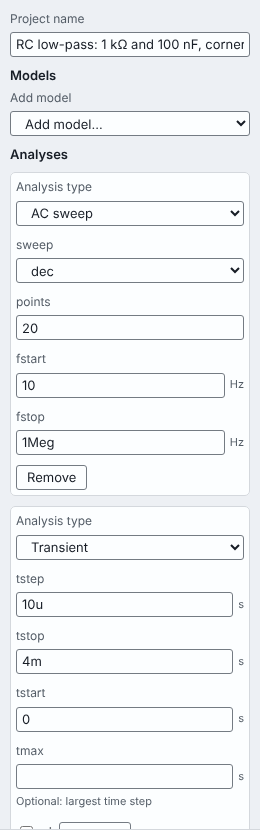 Project name
RC low-pass: 1 kΩ and 100 nF, corner
Models
Add model
Add model...
Analyses
Analysis type
AC sweep
sweep
dec
points
20
fstart
10 Hz
fstop
1Meg Hz
Remove
Analysis type
Transient
tstep
10u s
tstop
4m s
tstart
0 s
tmax
s
Optional: largest time step